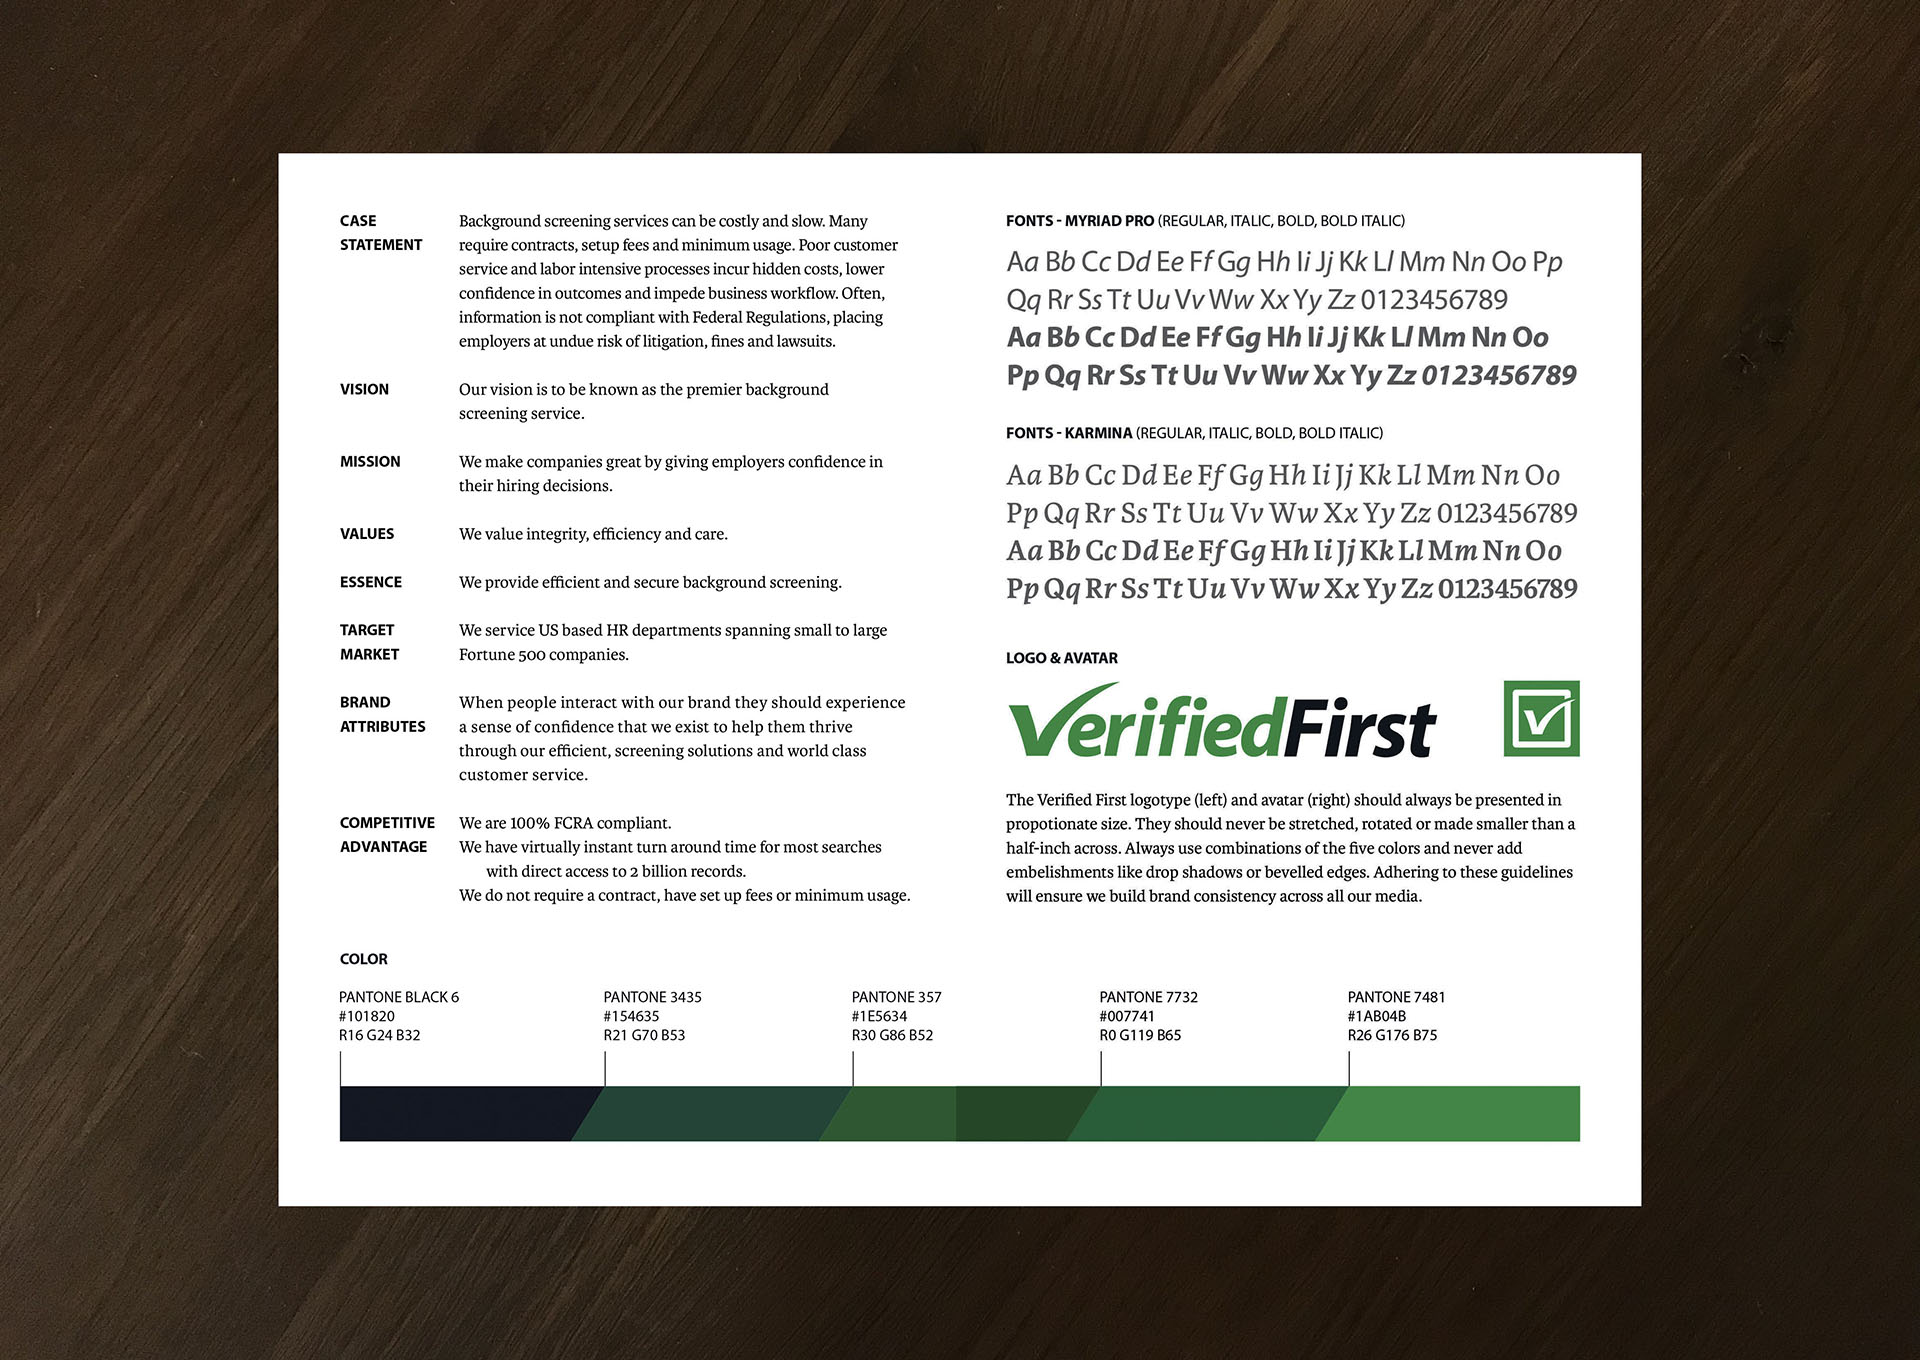 CASE
STATEMENT
Background screening services can be costly and slow. Many
require contracts, setup fees and minimum usage. Poor customer
service and labor intensive processes incur hidden costs, lower
confidence in outcomes and impede business workflow. Often,
information is not compliant with Federal Regulations, placing
employers at undue risk of litigation, fines and lawsuits.
VISION
Our vision is to be known as the premier background
screening service.
MISSION
We make companies great by giving employers confidence in
their hiring decisions.
VALUES
We value integrity, efficiency and care.
ESSENCE
We provide efficient and secure background screening.
TARGET
MARKET
We service US based HR departments spanning small to large
Fortune 500 companies.
BRAND
ATTRIBUTES
When people interact with our brand they should experience
a sense of confidence that we exist to help them thrive
through our efficient, screening solutions and world class
customer service.
COMPETITIVE
ADVANTAGE
We are 100% FCRA compliant.
We have virtually instant turn around time for most searches
with direct access to 2 billion records.
We do not require a contract, have set up fees or minimum usage.
FONTS - MYRIAD PRO (REGULAR, ITALIC, BOLD, BOLD ITALIC)
Aa Bb Cc Dd Ee Ff Gg Hh Ii Jj Kk Ll Mm Nn Oo Pp
Qq Rr Ss Tt Uu Vv Ww Xx Yy Zz 0123456789
Aa Bb Cc Dd Ee Ff Gg Hh Ii Jj Kk Ll Mm Nn Oo
Pp Qq Rr Ss Tt Uu Vv Ww Xx Yy Zz 0123456789
FONTS - KARMINA (REGULAR, ITALIC, BOLD, BOLD ITALIC)
Aa Bb Cc Dd Ee Ff Gg Hh Ii Jj Kk Ll Mm Nn Oo
Pp Qq Rr Ss Tt Uu Vv Ww Xx Yy Zz 0123456789
Aa Bb Cc Dd Ee Ff Gg Hh Ii Jj Kk Ll Mm Nn Oo
Pp Qq Rr Ss Tt Uu Vv Ww Xx Yy Zz 0123456789
LOGO & AVATAR
VerifiedFirst
The Verified First logotype (left) and avatar (right) should always be presented in
propotionate size. They should never be stretched, rotated or made smaller than a
half-inch across. Always use combinations of the five colors and never add
embelishments like drop shadows or bevelled edges. Adhering to these guidelines
will ensure we build brand consistency across all our media.
COLOR
PANTONE BLACK 6
#101820
R16 G24 B32
PANTONE 3435
#154635
R21 G70 B53
PANTONE 357
#1E5634
R30 G86 B52
PANTONE 7732
#007741
R0 G119 B65
PANTONE 7481
#1AB04B
R26 G176 B75